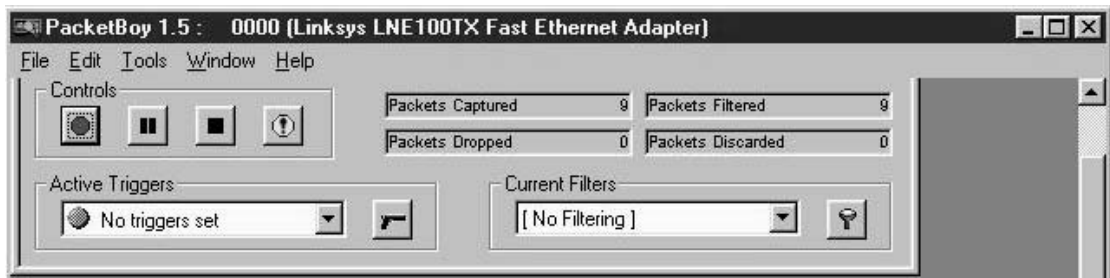 PacketBoy 1.5 : 0000 (Linksys LNE100TX Fast Ethernet Adapter)
File Edit Tools Window Help
Controls
Packets Captured 9 Packets Filtered 9
Packets Dropped 0 Packets Discarded 0
Active Triggers Current Filters
No triggers set [ No Filtering ]